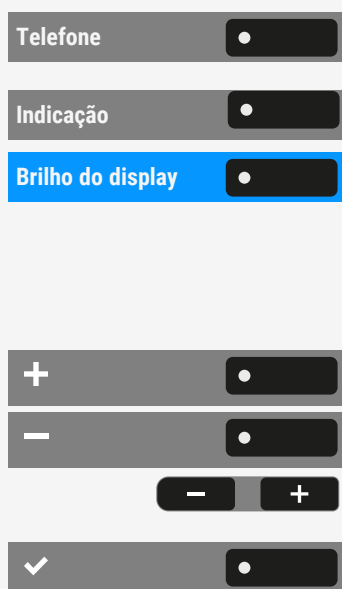 Telefone
Indicação
Brilho do display
+
−
− +